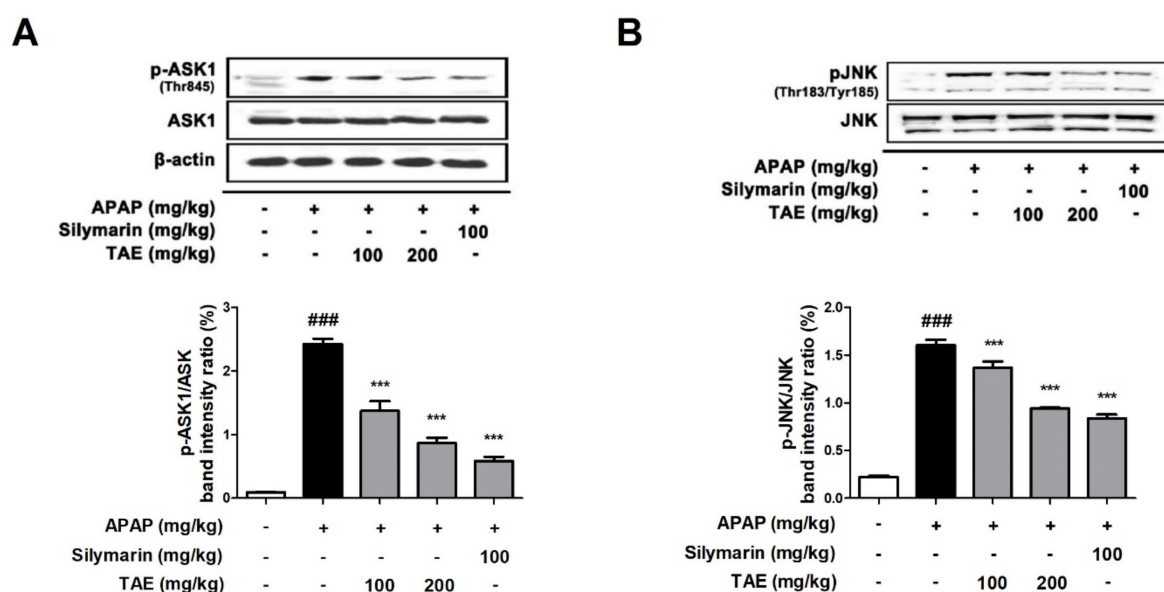 A
p-ASK1
(Thr845)
ASK1
β-actin
APAP (mg/kg) - + + + +
Silymarin (mg/kg) - - - - 100
TAE (mg/kg) - - 100 200 -
p-ASK1/ASK
band intensity ratio (%)
3
2
1
0
###
***
***
***
APAP (mg/kg) - + + + +
Silymarin (mg/kg) - - - - 100
TAE (mg/kg) - - 100 200 -
B
pJNK
(Thr183/Tyr185)
JNK
APAP (mg/kg) - + + + +
Silymarin (mg/kg) - - - - 100
TAE (mg/kg) - - 100 200 -
p-JNK/JNK
band intensity ratio (%)
2.0
1.5
1.0
0.5
0.0
###
***
***
***
APAP (mg/kg) - + + + +
Silymarin (mg/kg) - - - - 100
TAE (mg/kg) - - 100 200 -